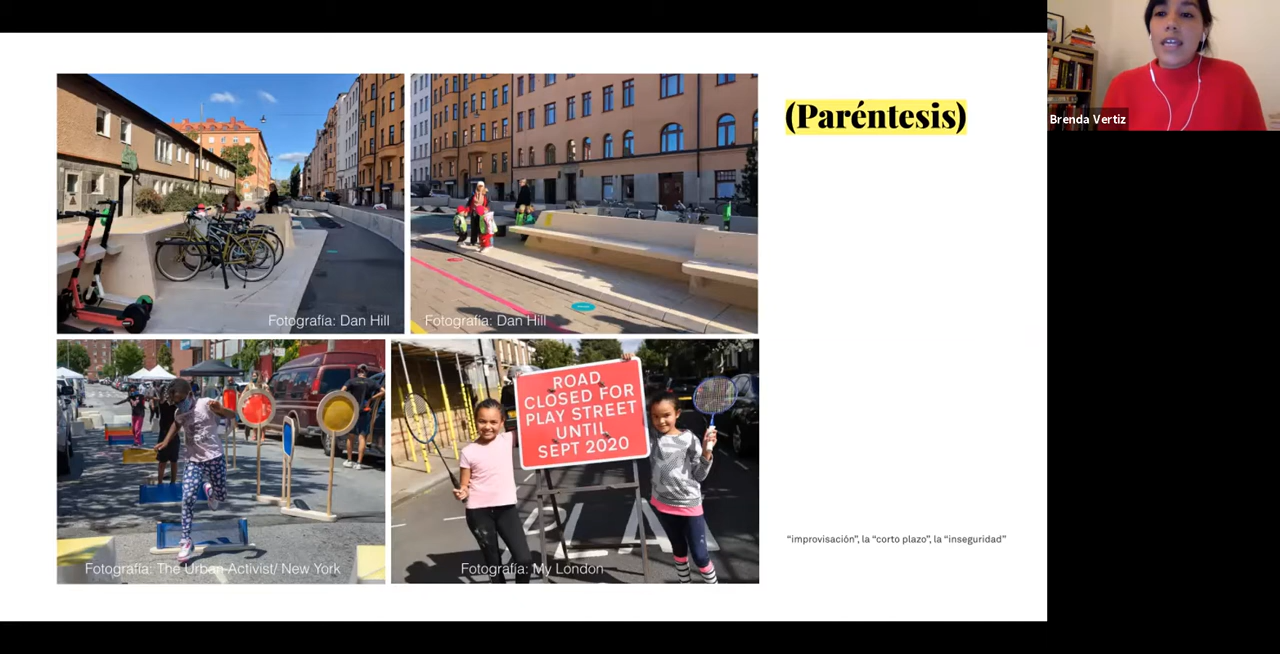 (Paréntesis)
Brenda Vertiz
Fotografía: Dan Hill
Fotografía: Dan Hill
ROAD
CLOSED FOR
PLAY STREET
UNTIL
SEPT 2020
PLA
Fotografía: The Urban Activist/ New York
Fotografía: My London
“improvisación”, la “corto plazo”, la “inseguridad”